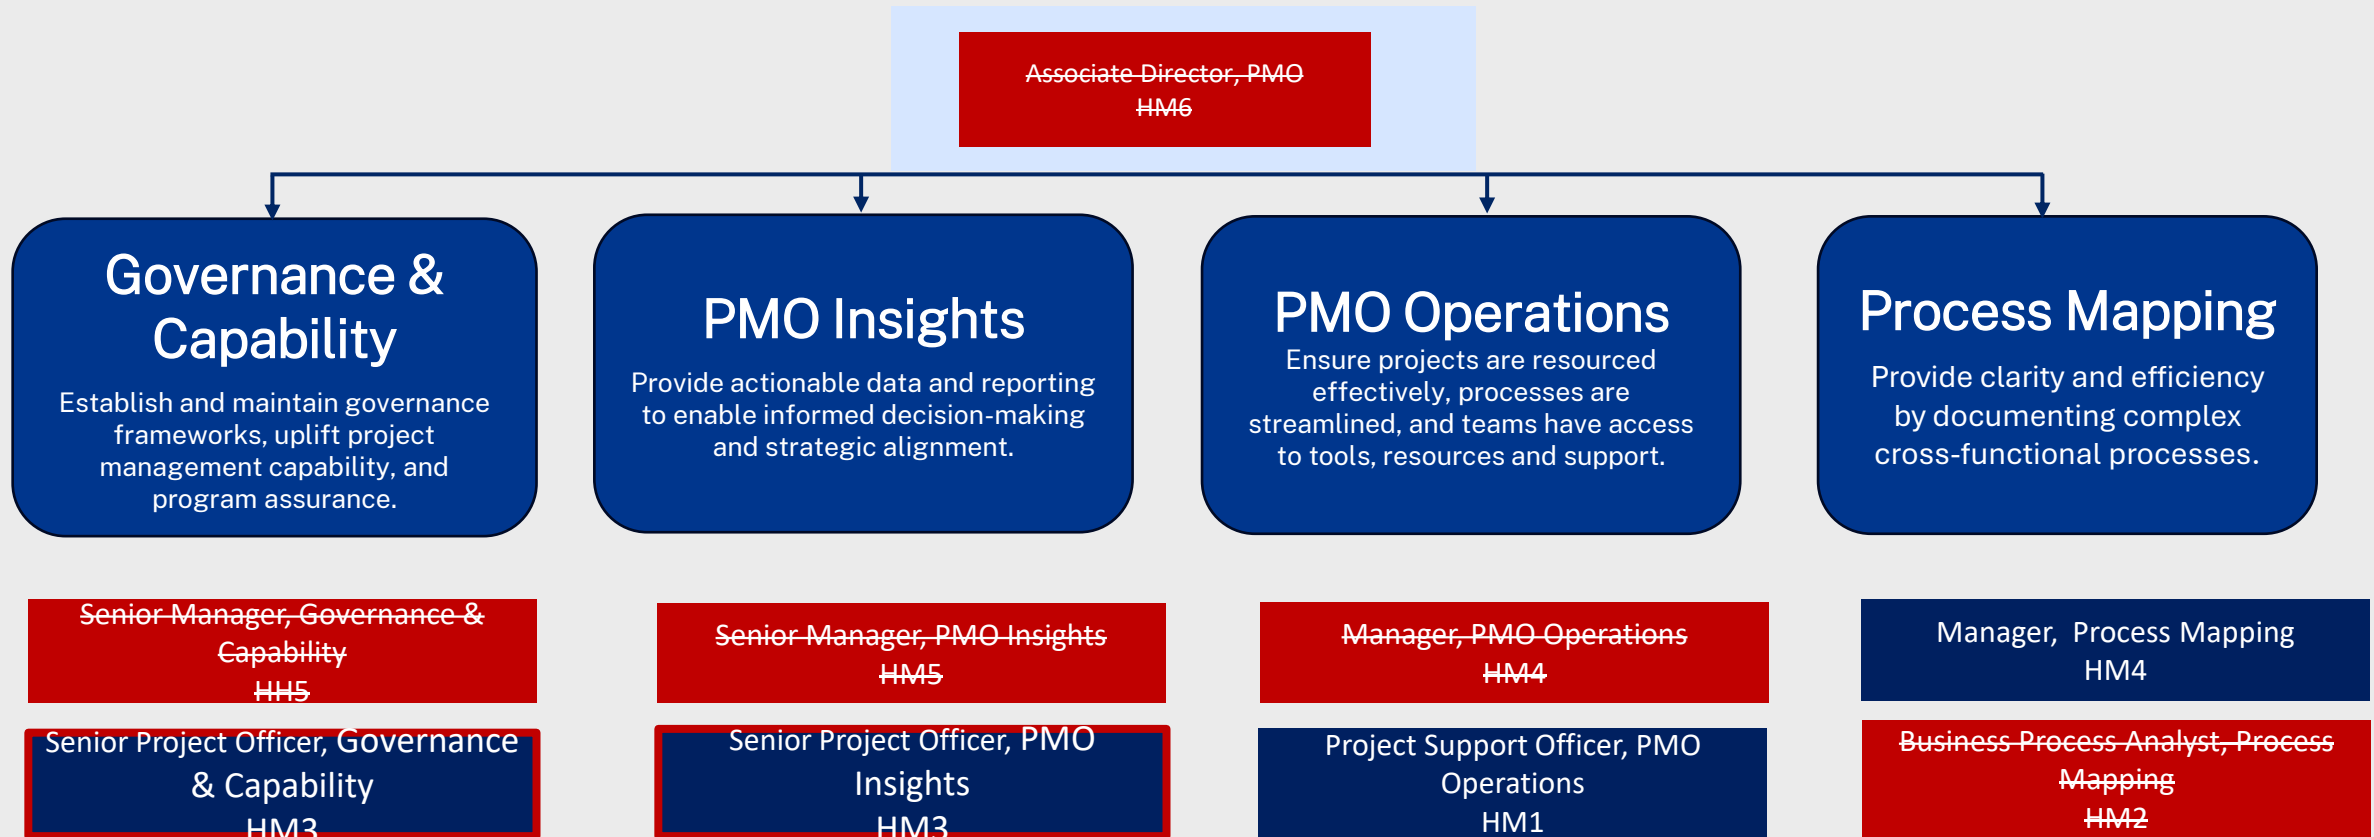 Associate Director, PMO
HM6
Governance &
Capability
Establish and maintain governance
frameworks, uplift project
management capability, and
program assurance.
PMO Insights
Provide actionable data and reporting
to enable informed decision-making
and strategic alignment.
PMO Operations
Ensure projects are resourced
effectively, processes are
streamlined, and teams have access
to tools, resources and support.
Process Mapping
Provide clarity and efficiency
by documenting complex
cross-functional processes.
Senior Manager, Governance &
Capability
HH5
Senior Manager, PMO Insights
HM5
Manager, PMO Operations
HM4
Manager,  Process Mapping
HM4
Senior Project Officer, Governance
& Capability
HM3
Senior Project Officer, PMO
Insights
HM3
Project Support Officer, PMO
Operations
HM1
Business Process Analyst, Process
Mapping
HM2